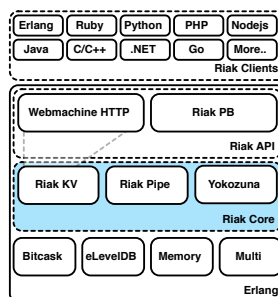 Erlang Ruby Python PHP Nodejs
Java C/C++ .NET Go More..
Riak Clients
Webmachine HTTP Riak PB
Riak API
Riak KV Riak Pipe Yokozuna
Riak Core
Bitcask eLevelDB Memory Multi
Erlang